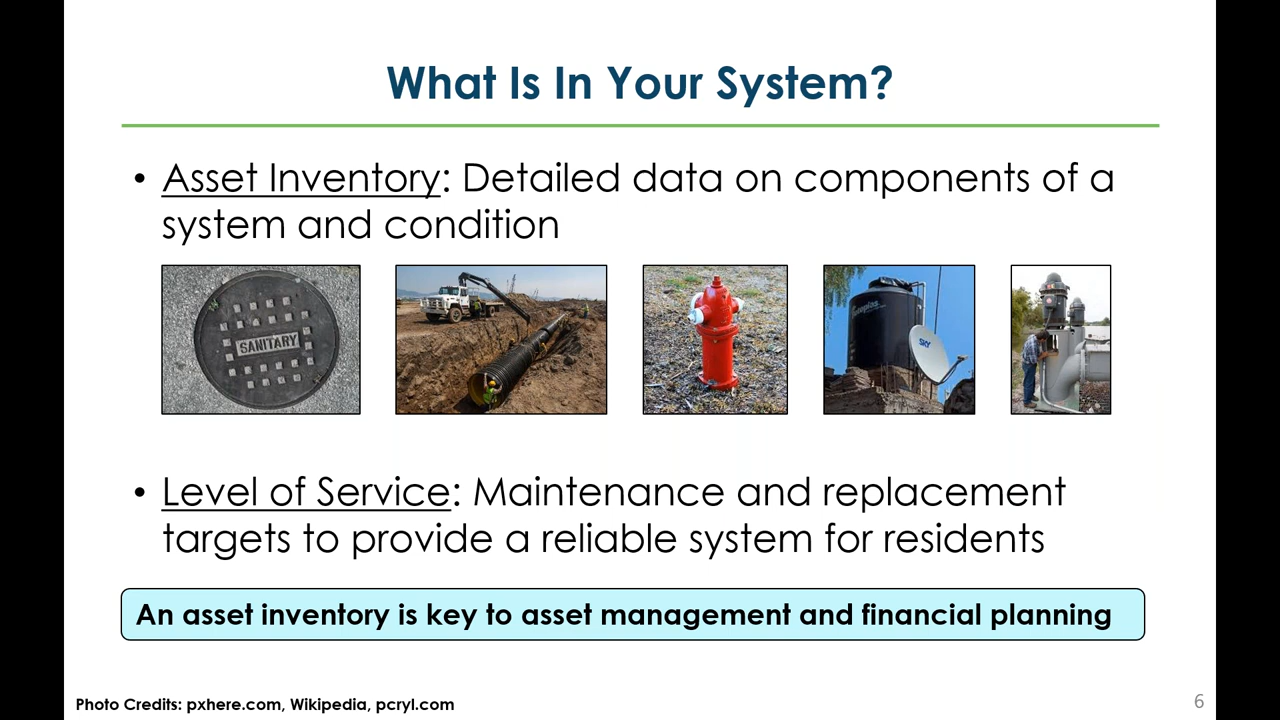 What Is In Your System?
• Asset Inventory: Detailed data on components of a
system and condition
SANITARY
SKY
• Level of Service: Maintenance and replacement
targets to provide a reliable system for residents
An asset inventory is key to asset management and financial planning
Photo Credits: pxhere.com, Wikipedia, pcryl.com
6